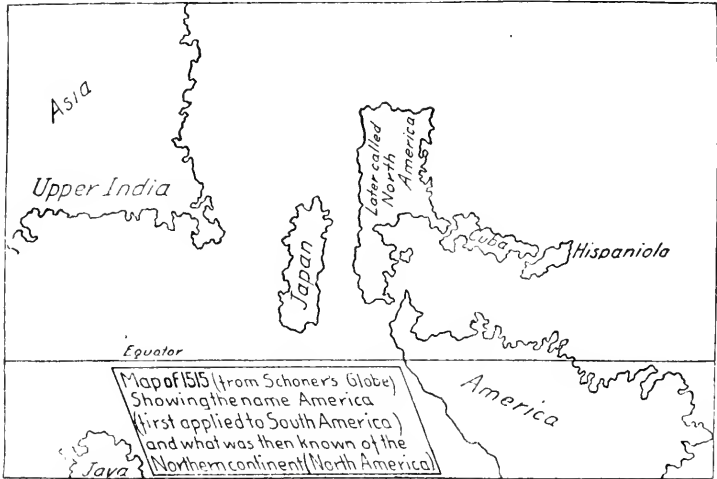 Asia
Upper India
Japan
Later called
North
America
Cuba
Hispaniola
Equator
America
Map of 1515 (from Schoner's Globe)
Showing the name America
(first applied to South America)
and what was then known of the
Northern continent (North America)
Java